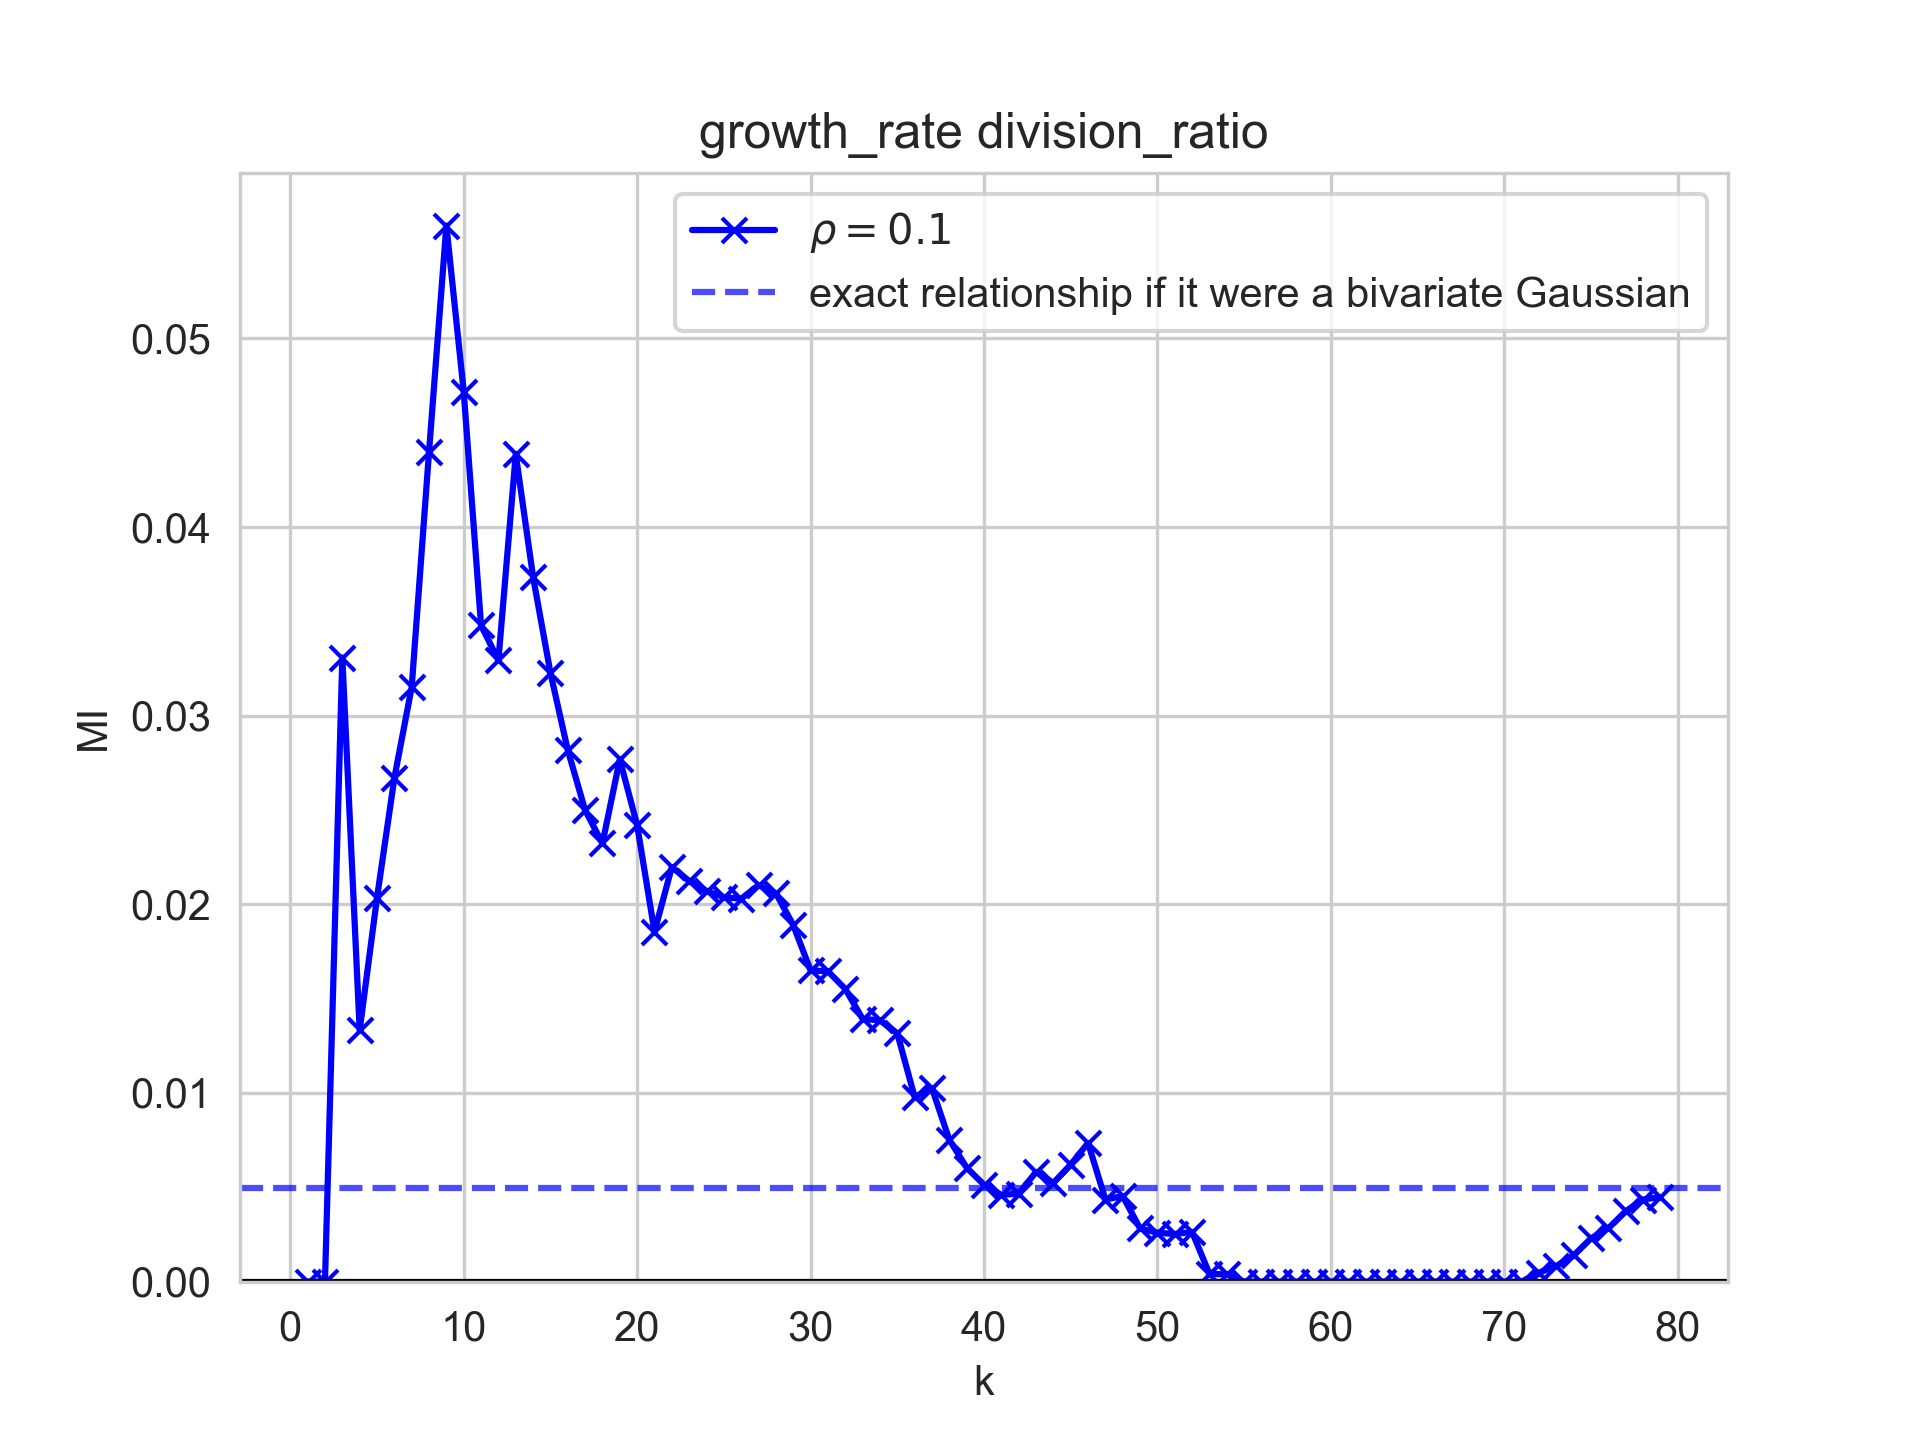 growth_rate division_ratio
ρ = 0.1
exact relationship if it were a bivariate Gaussian
MI
0.05
0.04
0.03
0.02
0.01
0.00
0 10 20 30 40 50 60 70 80
k